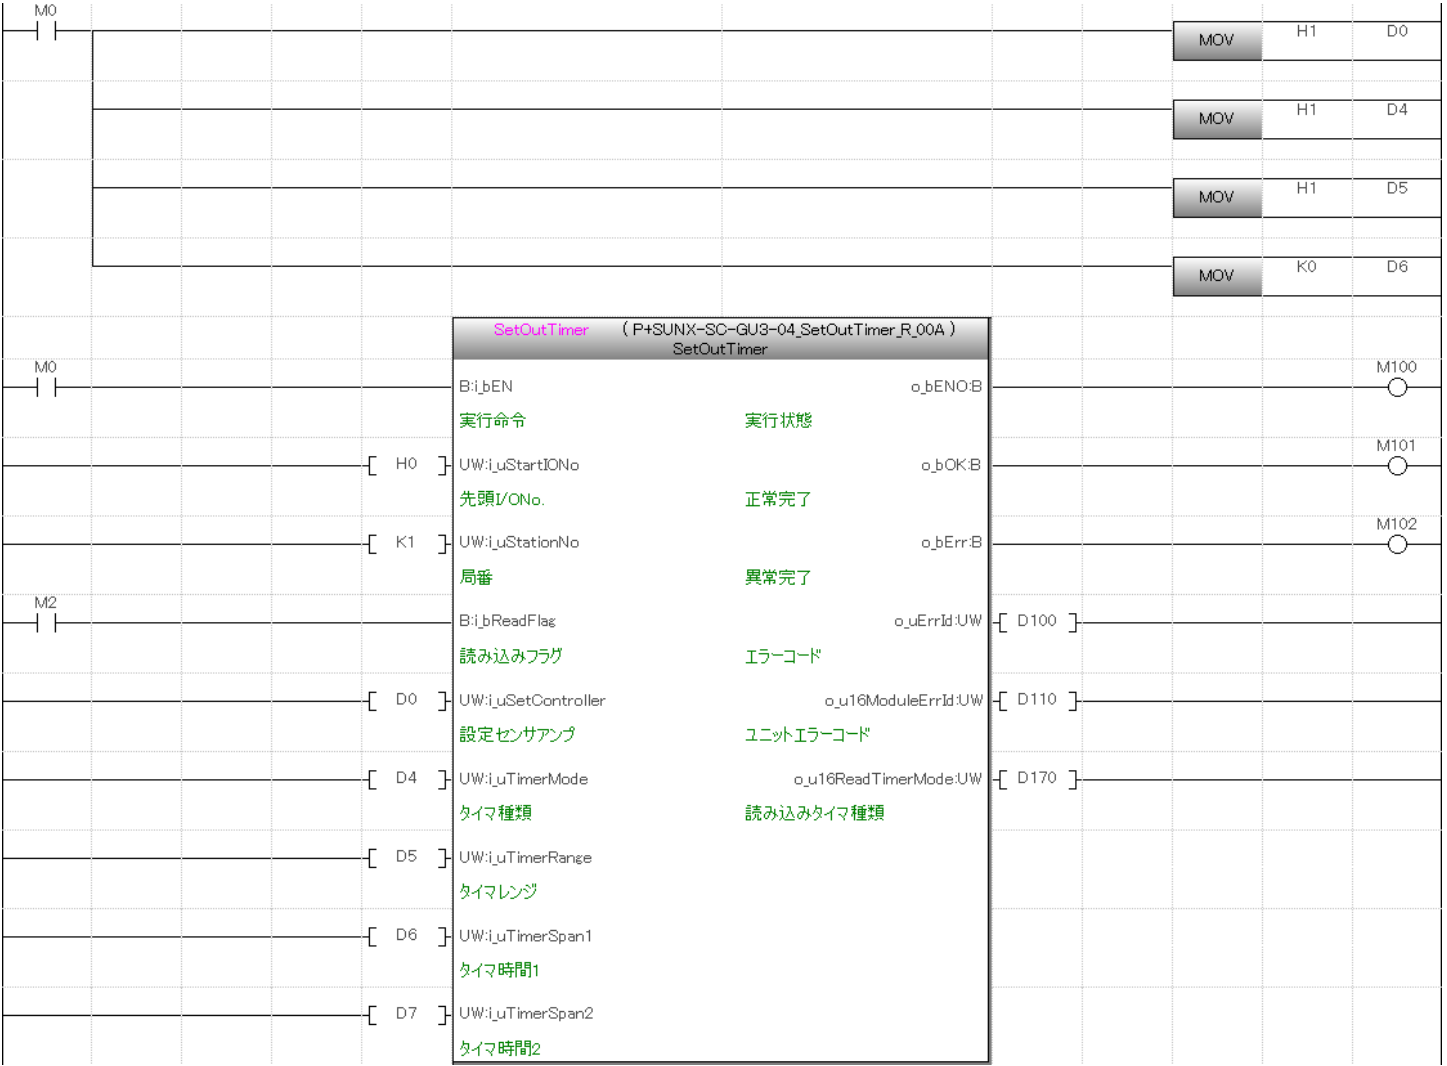 M0
MOV H1 D0
MOV H1 D4
MOV H1 D5
MOV K0 D6
SetOutTimer (P+SUNX-SC-GU3-04_SetOutTimer_R_00A)
SetOutTimer
M0 B:i_bEN o_bENO:B M100
実行命令 実行状態
H0 UW:i_uStartIONo o_bOK:B M101
先頭I/ONo. 正常完了
K1 UW:i_uStationNo o_bErr:B M102
局番 異常完了
M2 B:i_bReadFlag o_uErrId:UW D100
読み込みフラグ エラーコード
D0 UW:i_uSetController o_u16ModuleErrId:UW D110
設定センサアンプ ユニットエラーコード
D4 UW:i_uTimerMode o_u16ReadTimerMode:UW D170
タイマ種類 読み込みタイマ種類
D5 UW:i_uTimerRange
タイマレンジ
D6 UW:i_uTimerSpan1
タイマ時間1
D7 UW:i_uTimerSpan2
タイマ時間2